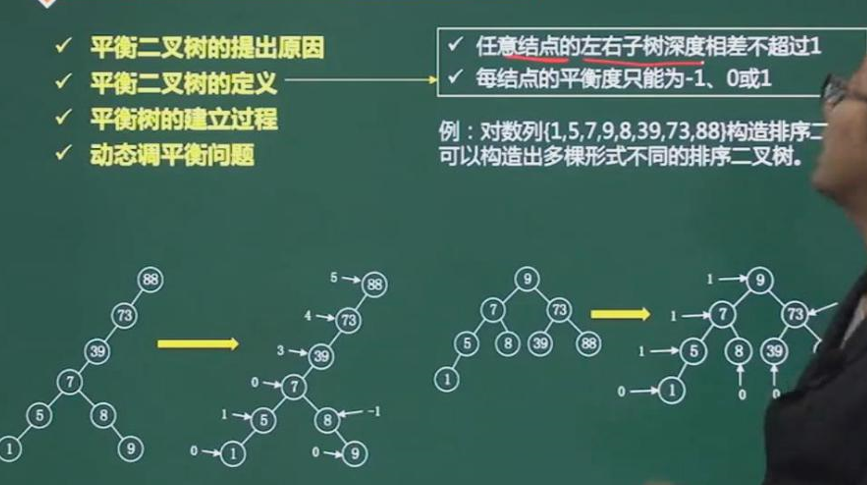 ✓ 平衡二叉树的提出原因
✓ 平衡二叉树的定义
✓ 平衡树的建立过程
✓ 动态调平衡问题
✓ 任意结点的左右子树深度相差不超过1
✓ 每结点的平衡度只能为-1、0或1
例：对数列{1,5,7,9,8,39,73,88}构造排序二
可以构造出多棵形式不同的排序二叉树。
88
73
39
7
5 8
1 9
5 88
4 73
3 39
0 7
1 5 8 -1
0 1 0 9
9
7 73
5 8 39 88
1
1 9
1 7 73
1 5 8 39
0 1 0 0